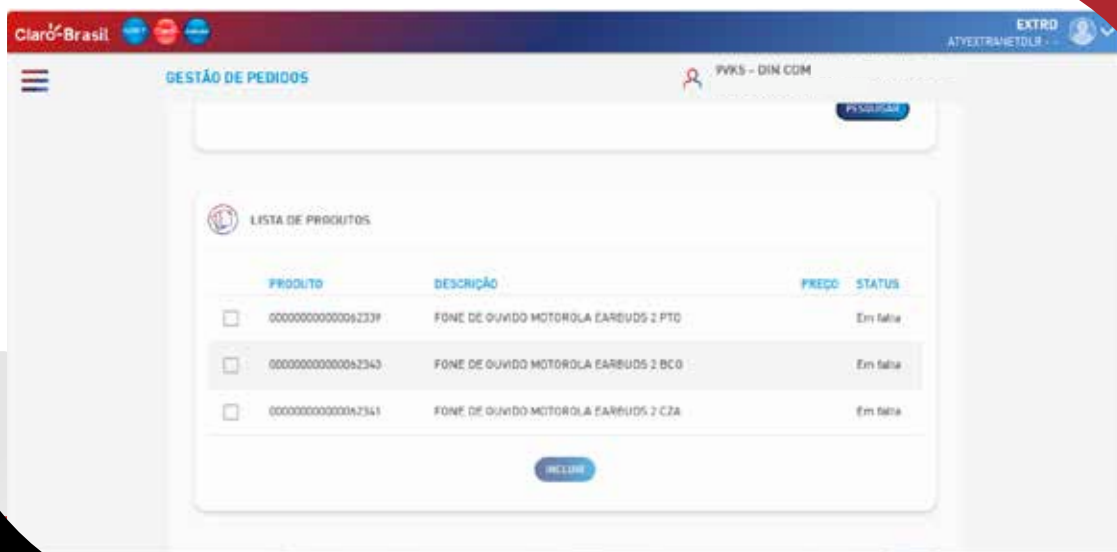 Claro-Brasil
EXTRD
GESTÃO DE PEDIDOS
PVKS - DIN COM
PESQUISAR
LISTA DE PRODUTOS
PRODUTO DESCRIÇÃO PREÇO STATUS
FONE DE OUVIDO MOTOROLA EARBUDS 2 PTO Em falta
FONE DE OUVIDO MOTOROLA EARBUDS 2 BCO Em falta
FONE DE OUVIDO MOTOROLA EARBUDS 2 CZA Em falta
INCLUIR